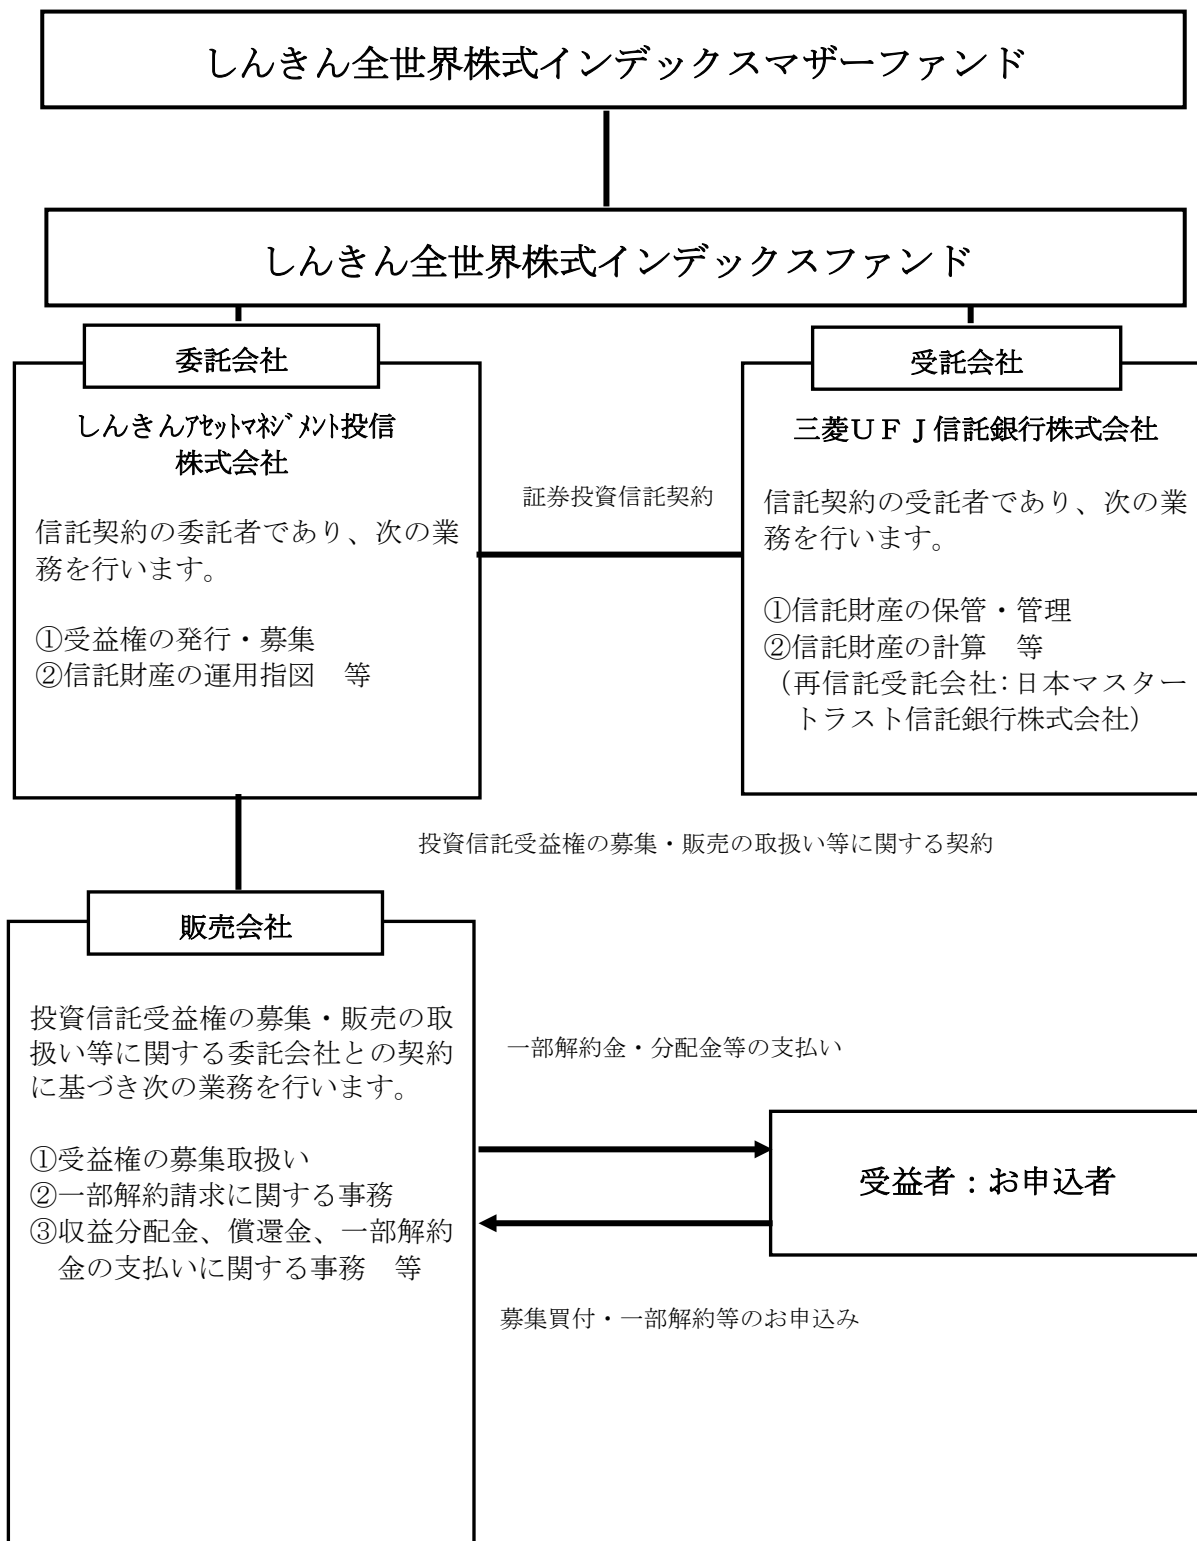 しんきん全世界株式インデックスマザーファンド
しんきん全世界株式インデックスファンド
委託会社
しんきんｱｾｯﾄﾏﾈｼﾞﾒﾝﾄ投信
株式会社
信託契約の委託者であり、次の業
務を行います。
①受益権の発行・募集
②信託財産の運用指図　等
証券投資信託契約
受託会社
三菱ＵＦＪ信託銀行株式会社
信託契約の受託者であり、次の業
務を行います。
①信託財産の保管・管理
②信託財産の計算　等
（再信託受託会社：日本マスター
トラスト信託銀行株式会社）
投資信託受益権の募集・販売の取扱い等に関する契約
販売会社
投資信託受益権の募集・販売の取
扱い等に関する委託会社との契約
に基づき次の業務を行います。
①受益権の募集取扱い
②一部解約請求に関する事務
③収益分配金、償還金、一部解約
金の支払いに関する事務　等
一部解約金・分配金等の支払い
受益者：お申込者
募集買付・一部解約等のお申込み